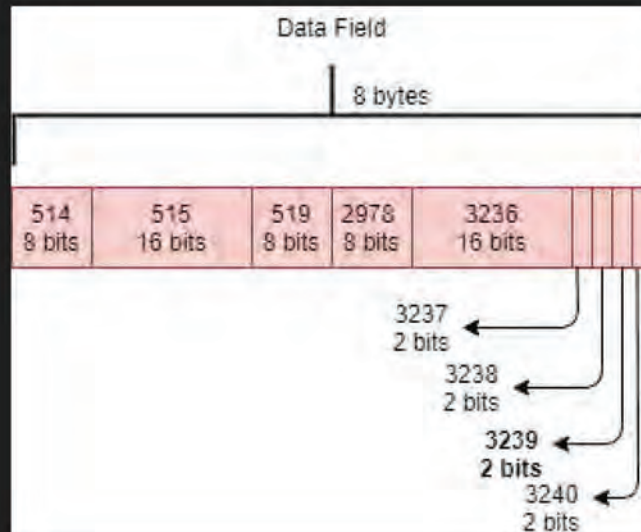 Data Field
8 bytes
514 515 519 2978 3236
8 bits 16 bits 8 bits 8 bits 16 bits
3237
2 bits
3238
2 bits
3239
2 bits
3240
2 bits